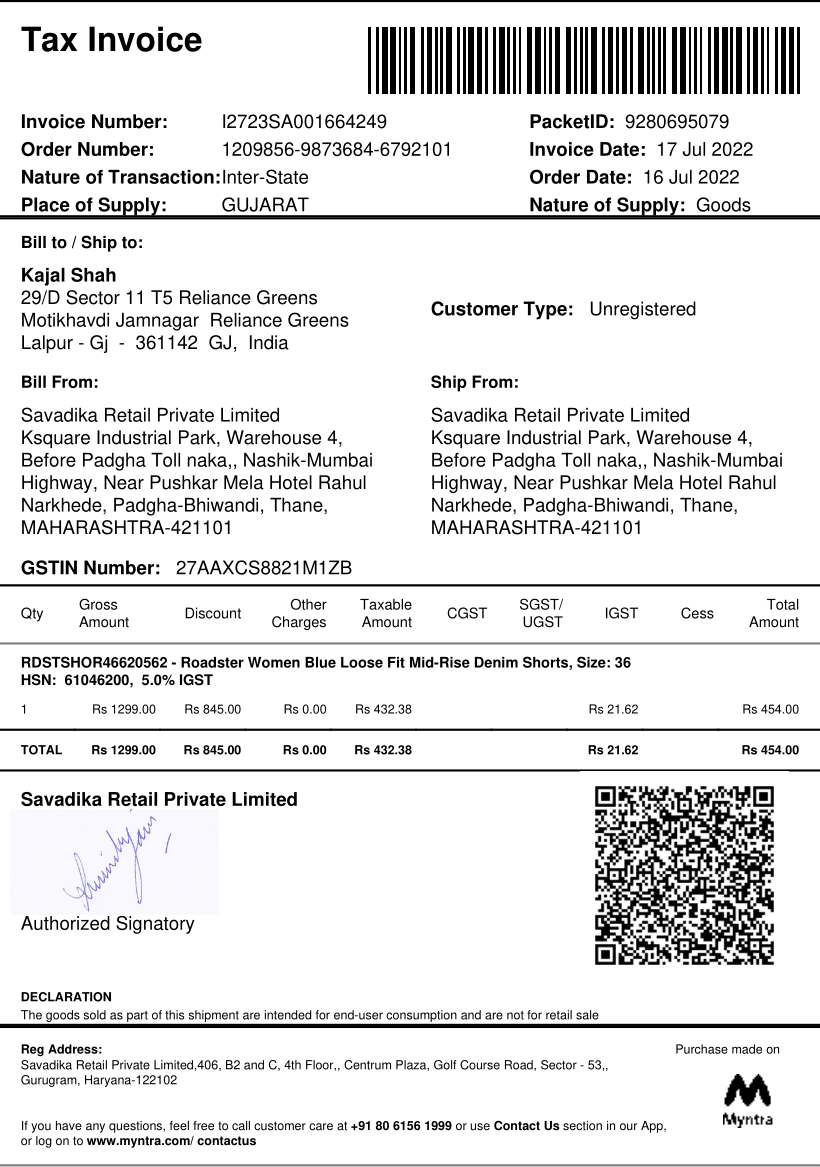 Tax Invoice
Invoice Number: I2723SA001664249 PacketID: 9280695079
Order Number: 1209856-9873684-6792101 Invoice Date: 17 Jul 2022
Nature of Transaction: Inter-State Order Date: 16 Jul 2022
Place of Supply: GUJARAT Nature of Supply: Goods
Bill to / Ship to:
Kajal Shah
29/D Sector 11 T5 Reliance Greens
Motikhavdi Jamnagar Reliance Greens
Lalpur - Gj - 361142 GJ, India
Customer Type: Unregistered
Bill From:
Savadika Retail Private Limited
Ksquare Industrial Park, Warehouse 4,
Before Padgha Toll naka,, Nashik-Mumbai
Highway, Near Pushkar Mela Hotel Rahul
Narkhede, Padgha-Bhiwandi, Thane,
MAHARASHTRA-421101
Ship From:
Savadika Retail Private Limited
Ksquare Industrial Park, Warehouse 4,
Before Padgha Toll naka,, Nashik-Mumbai
Highway, Near Pushkar Mela Hotel Rahul
Narkhede, Padgha-Bhiwandi, Thane,
MAHARASHTRA-421101
GSTIN Number: 27AAXCS8821M1ZB
Qty Gross Amount Discount Other Charges Taxable Amount CGST SGST/ UGST IGST Cess Total Amount
RDSTSHOR46620562 - Roadster Women Blue Loose Fit Mid-Rise Denim Shorts, Size: 36
HSN: 61046200, 5.0% IGST
1 Rs 1299.00 Rs 845.00 Rs 0.00 Rs 432.38 Rs 21.62 Rs 454.00
TOTAL Rs 1299.00 Rs 845.00 Rs 0.00 Rs 432.38 Rs 21.62 Rs 454.00
Savadika Retail Private Limited
Authorized Signatory
DECLARATION
The goods sold as part of this shipment are intended for end-user consumption and are not for retail sale
Reg Address:
Savadika Retail Private Limited,406, B2 and C, 4th Floor,, Centrum Plaza, Golf Course Road, Sector - 53,,
Gurugram, Haryana-122102
Purchase made on
Myntra
If you have any questions, feel free to call customer care at +91 80 6156 1999 or use Contact Us section in our App,
or log on to www.myntra.com/ contactus